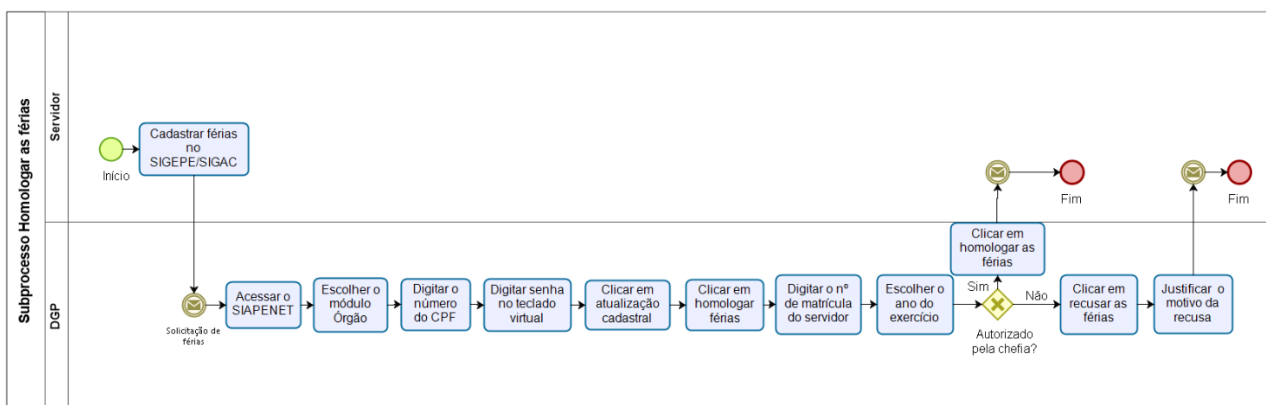 Subprocesso Homologar as férias
Servidor
Início
Cadastrar férias
no
SIGEPE/SIGAC
Fim
Fim
DGP
Solicitação de
férias
Acessar o
SIAPENET
Escolher o
módulo
Órgão
Digitar o
número
do CPF
Digitar senha
no teclado
virtual
Clicar em
atualização
cadastral
Clicar em
homologar
férias
Digitar o nº
de matrícula
do servidor
Escolher o
ano do
exercício
Clicar em
homologar as
férias
Sim
Não
Autorizado
pela chefia?
Clicar em
recusar as
férias
Justificar o
motivo da
recusa